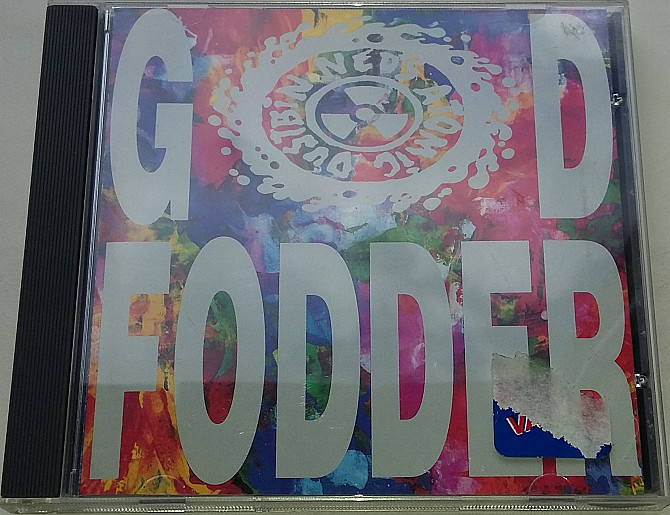 G D
NED'S ATOMIC DUSTBIN
FODDER